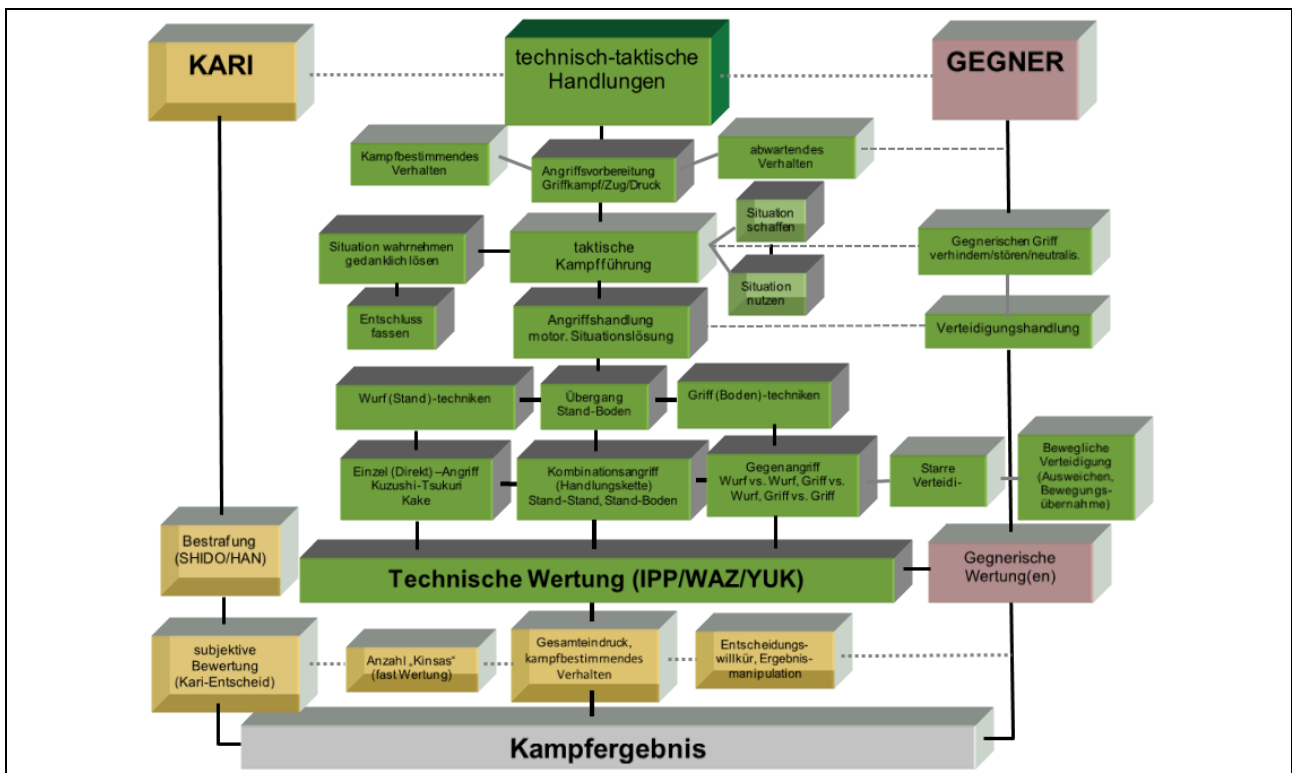 KARI
technisch-taktische
Handlungen
GEGNER
Kampfbestimmendes
Verhalten
Angriffsvorbereitung
Griffkampf/Zug/Druck
abwartendes
Verhalten
Situation wahrnehmen
gedanklich lösen
taktische
Kampfführung
Situation
schaffen
Situation
nutzen
Gegnerischen Griff
verhindern/stören/neutralis.
Entschluss
fassen
Angriffshandlung
motor. Situationslösung
Verteidigungshandlung
Wurf (Stand)-techniken
Übergang
Stand-Boden
Griff (Boden)-techniken
Einzel (Direkt) –Angriff
Kuzushi-Tsukuri
Kake
Kombinationsangriff
(Handlungskette)
Stand-Stand, Stand-Boden
Gegenangriff
Wurf vs. Wurf, Griff vs.
Wurf, Griff vs. Griff
Starre
Verteidi-
Bewegliche
Verteidigung
(Ausweichen,
Bewegungs-
übernahme)
Bestrafung
(SHIDO/HAN)
Technische Wertung (IPP/WAZ/YUK)
Gegnerische
Wertung(en)
subjektive
Bewertung
(Kari-Entscheid)
Anzahl „Kinsas“
(fast Wertung)
Gesamteindruck,
kampfbestimmendes
Verhalten
Entscheidungs-
willkür, Ergebnis-
manipulation
Kampfergebnis